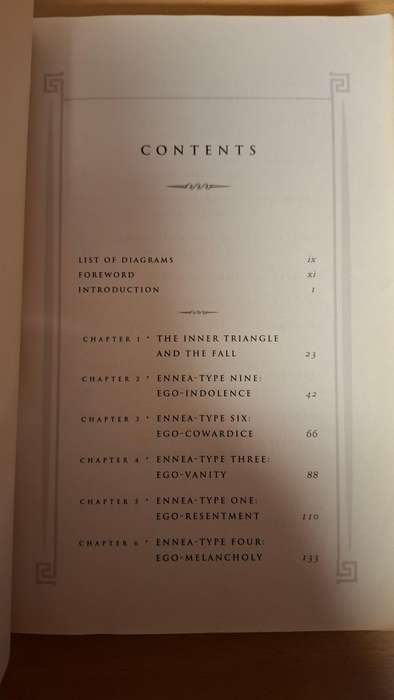 CONTENTS
LIST OF DIAGRAMS ix
FOREWORD xi
INTRODUCTION 1
CHAPTER 1 • THE INNER TRIANGLE
AND THE FALL 23
CHAPTER 2 • ENNEA-TYPE NINE:
EGO-INDOLENCE 42
CHAPTER 3 • ENNEA-TYPE SIX:
EGO-COWARDICE 66
CHAPTER 4 • ENNEA-TYPE THREE:
EGO-VANITY 88
CHAPTER 5 • ENNEA-TYPE ONE:
EGO-RESENTMENT 110
CHAPTER 6 • ENNEA-TYPE FOUR:
EGO-MELANCHOLY 133